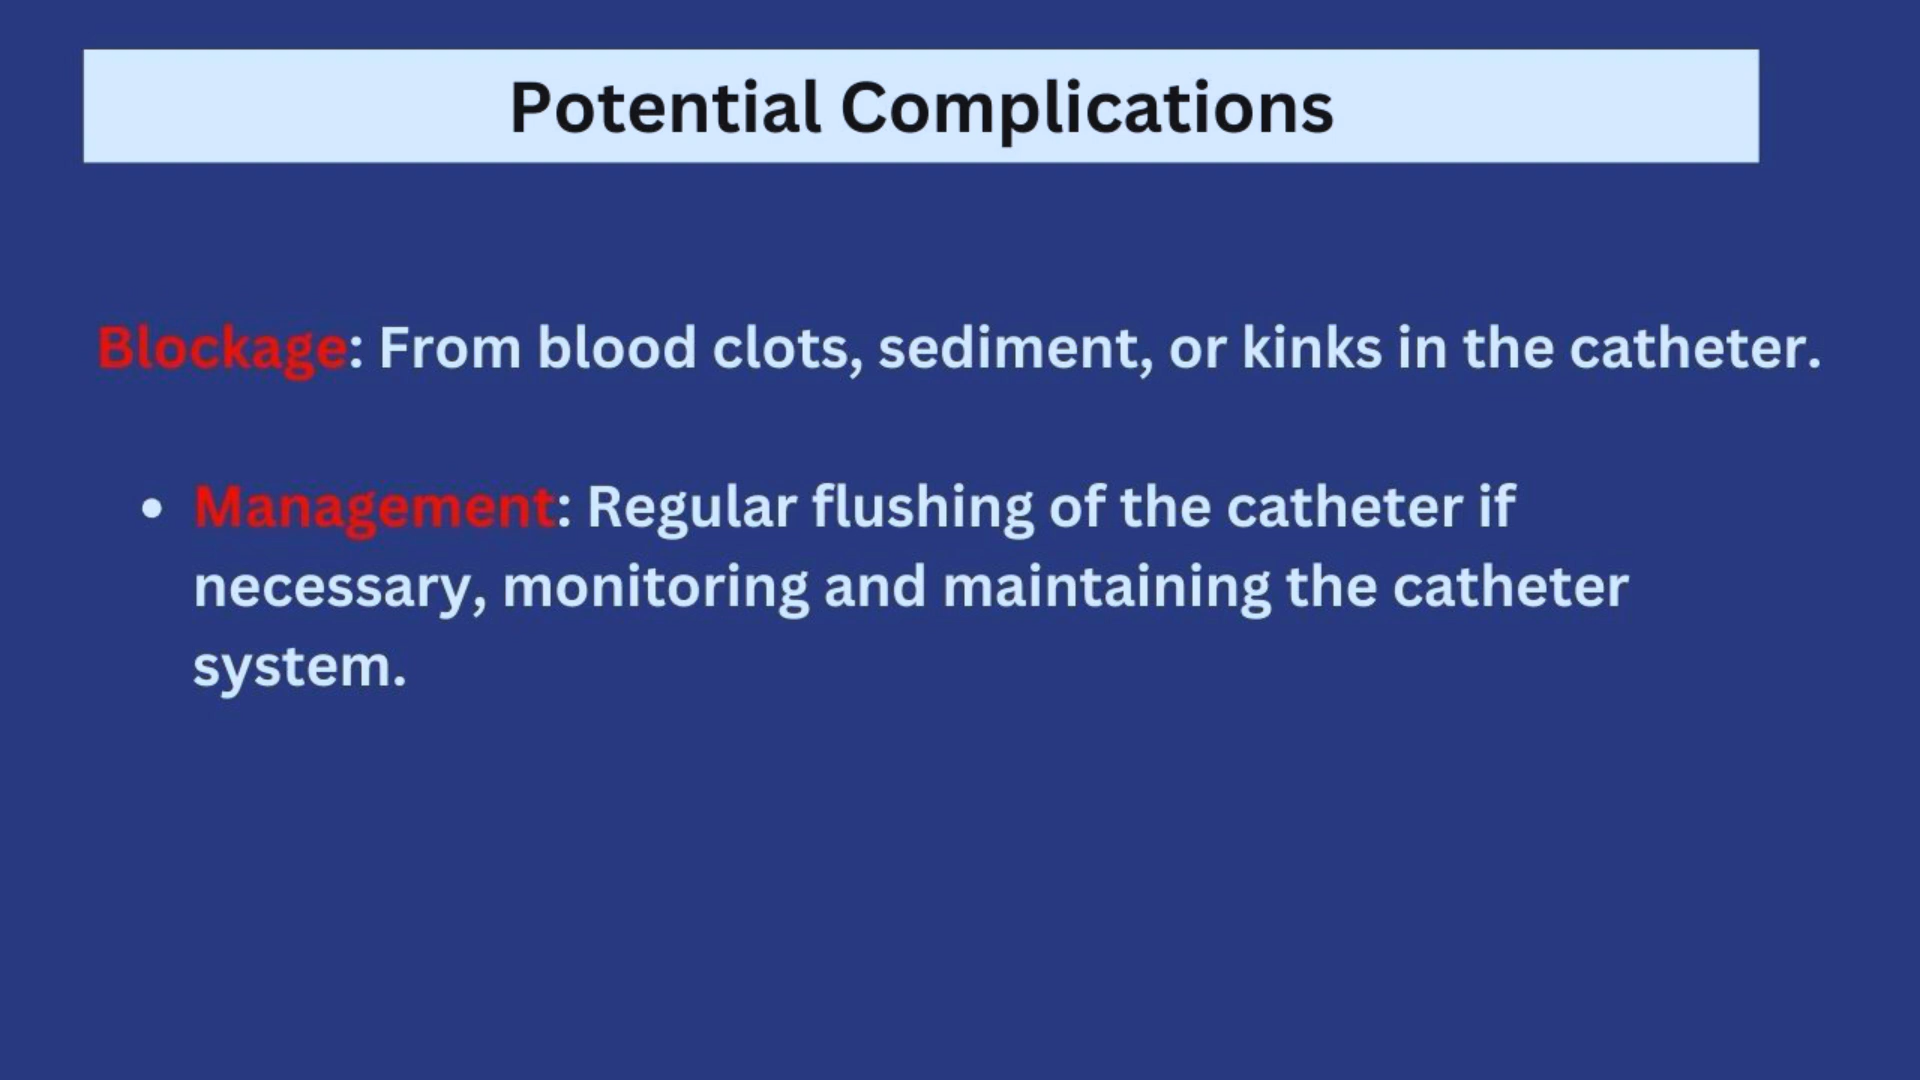 Potential Complications
Blockage: From blood clots, sediment, or kinks in the catheter.
• Management: Regular flushing of the catheter if
necessary, monitoring and maintaining the catheter
system.